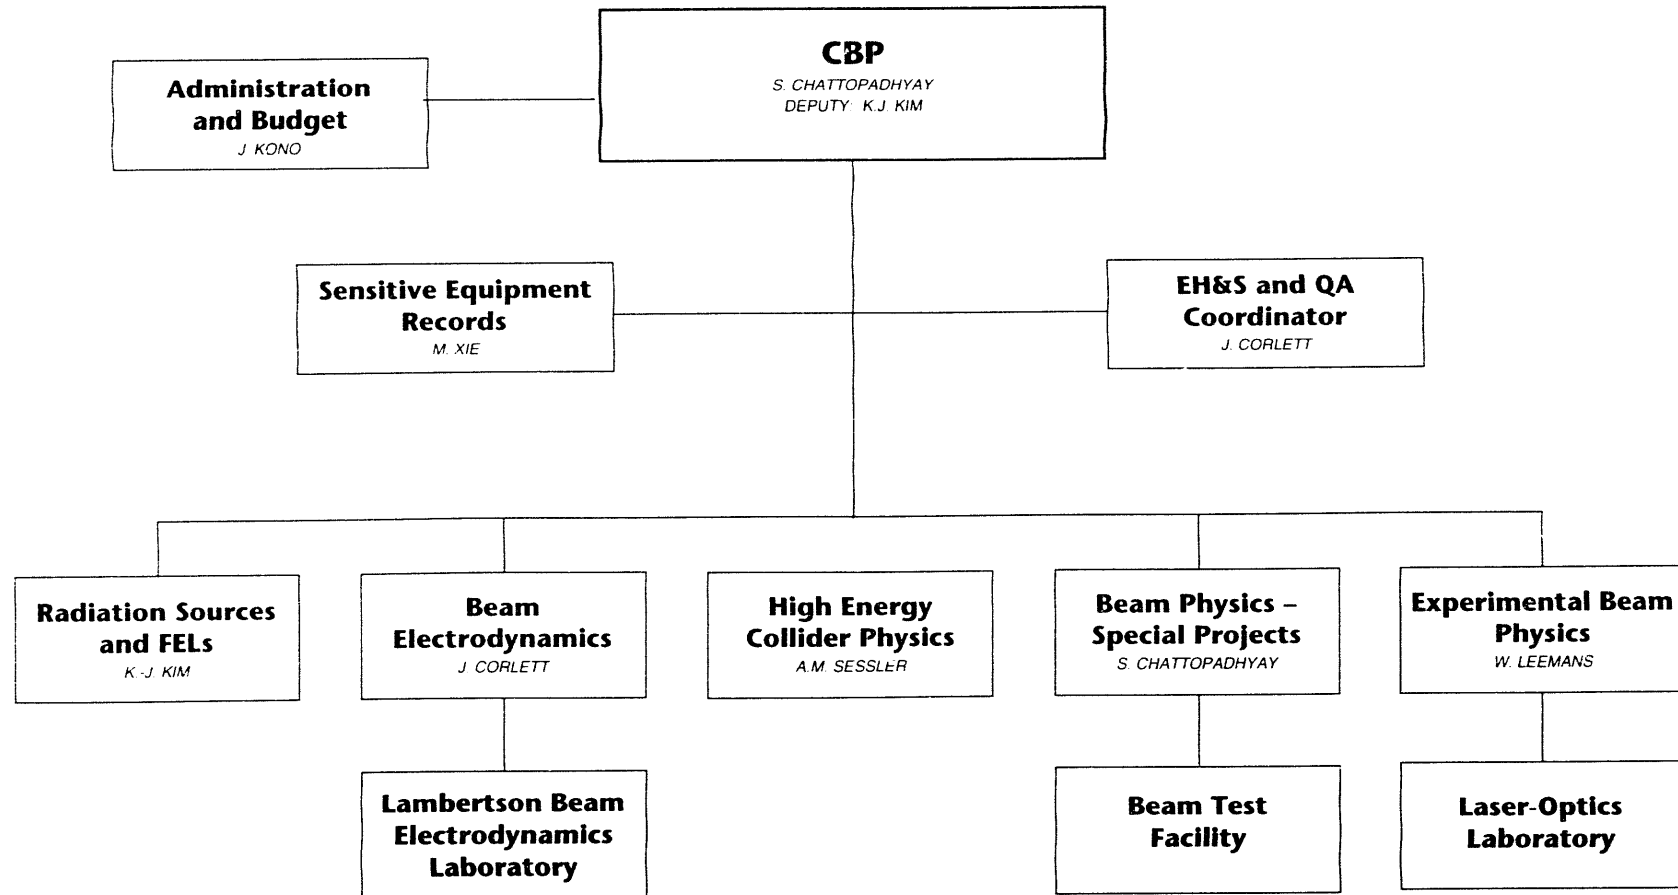 CBP
S. CHATTOPADHYAY
DEPUTY: K.J. KIM
Administration
and Budget
J. KONO
Sensitive Equipment
Records
M. XIE
EH&S and QA
Coordinator
J. CORLETT
Radiation Sources
and FELs
K.-J. KIM
Beam
Electrodynamics
J. CORLETT
High Energy
Collider Physics
A.M. SESSLER
Beam Physics –
Special Projects
S. CHATTOPADHYAY
Experimental Beam
Physics
W. LEEMANS
Lambertson Beam
Electrodynamics
Laboratory
Beam Test
Facility
Laser-Optics
Laboratory